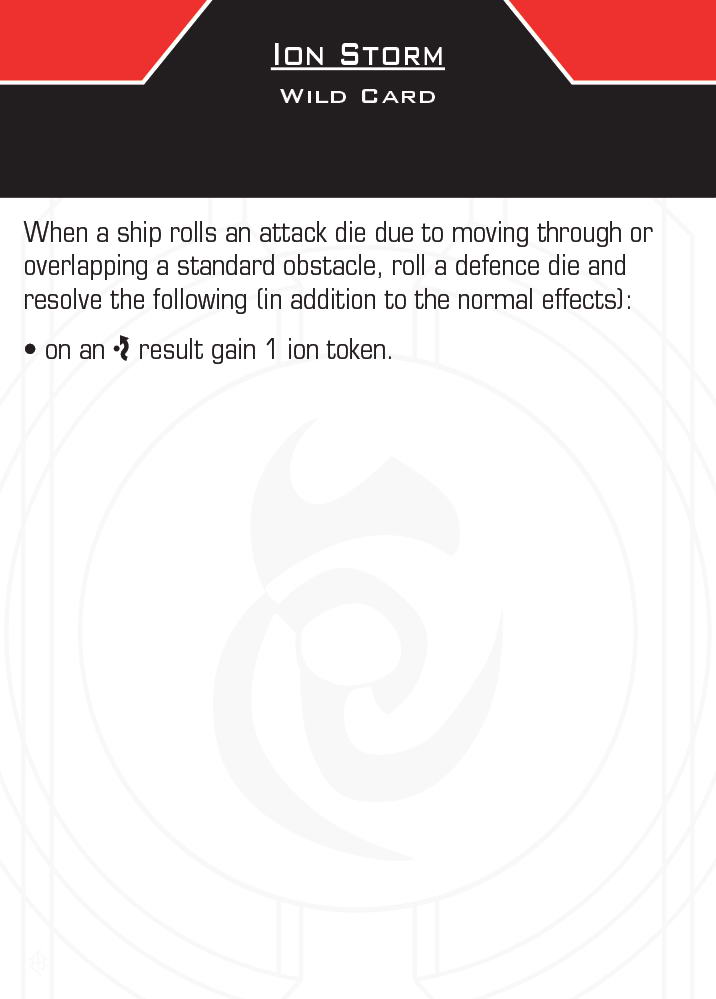 Ion Storm
Wild Card
When a ship rolls an attack die due to moving through or
overlapping a standard obstacle, roll a defence die and
resolve the following (in addition to the normal effects):
• on an result gain 1 ion token.